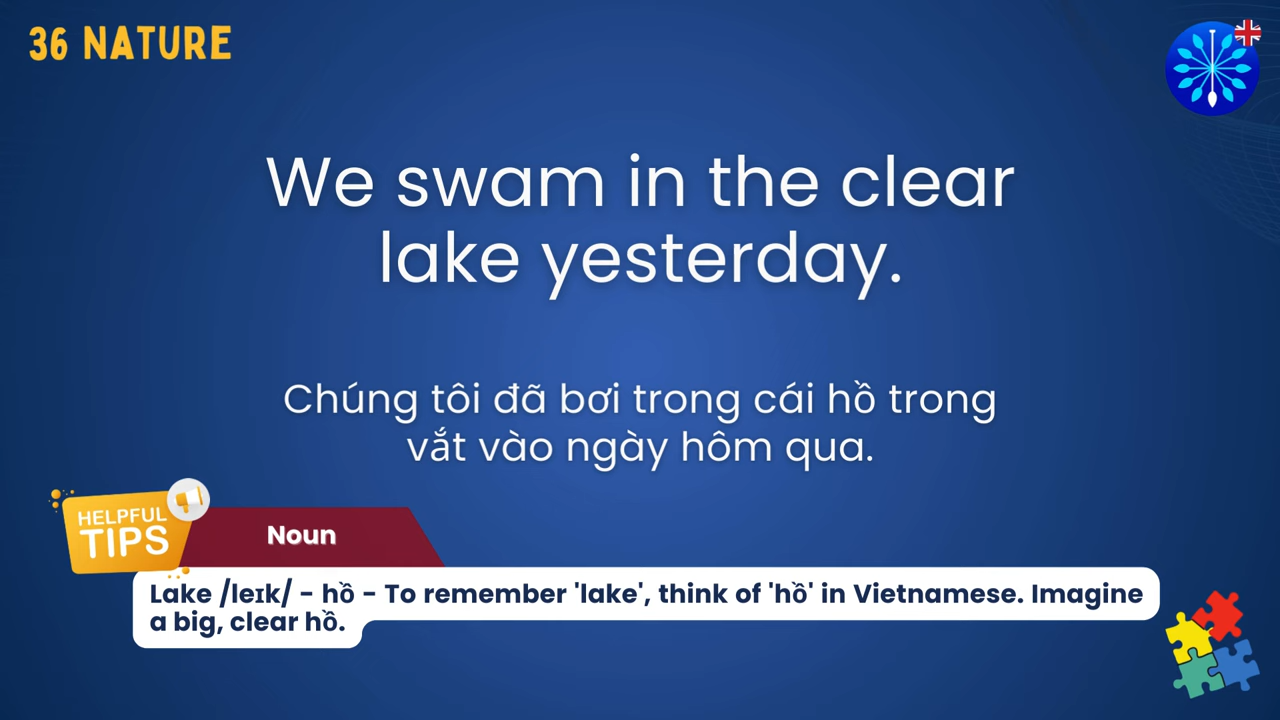 36 NATURE
We swam in the clear
lake yesterday.
Chúng tôi đã bơi trong cái hồ trong
vắt vào ngày hôm qua.
HELPFUL
TIPS
Noun
Lake /leɪk/ - hồ - To remember 'lake', think of 'hồ' in Vietnamese. Imagine
a big, clear hồ.